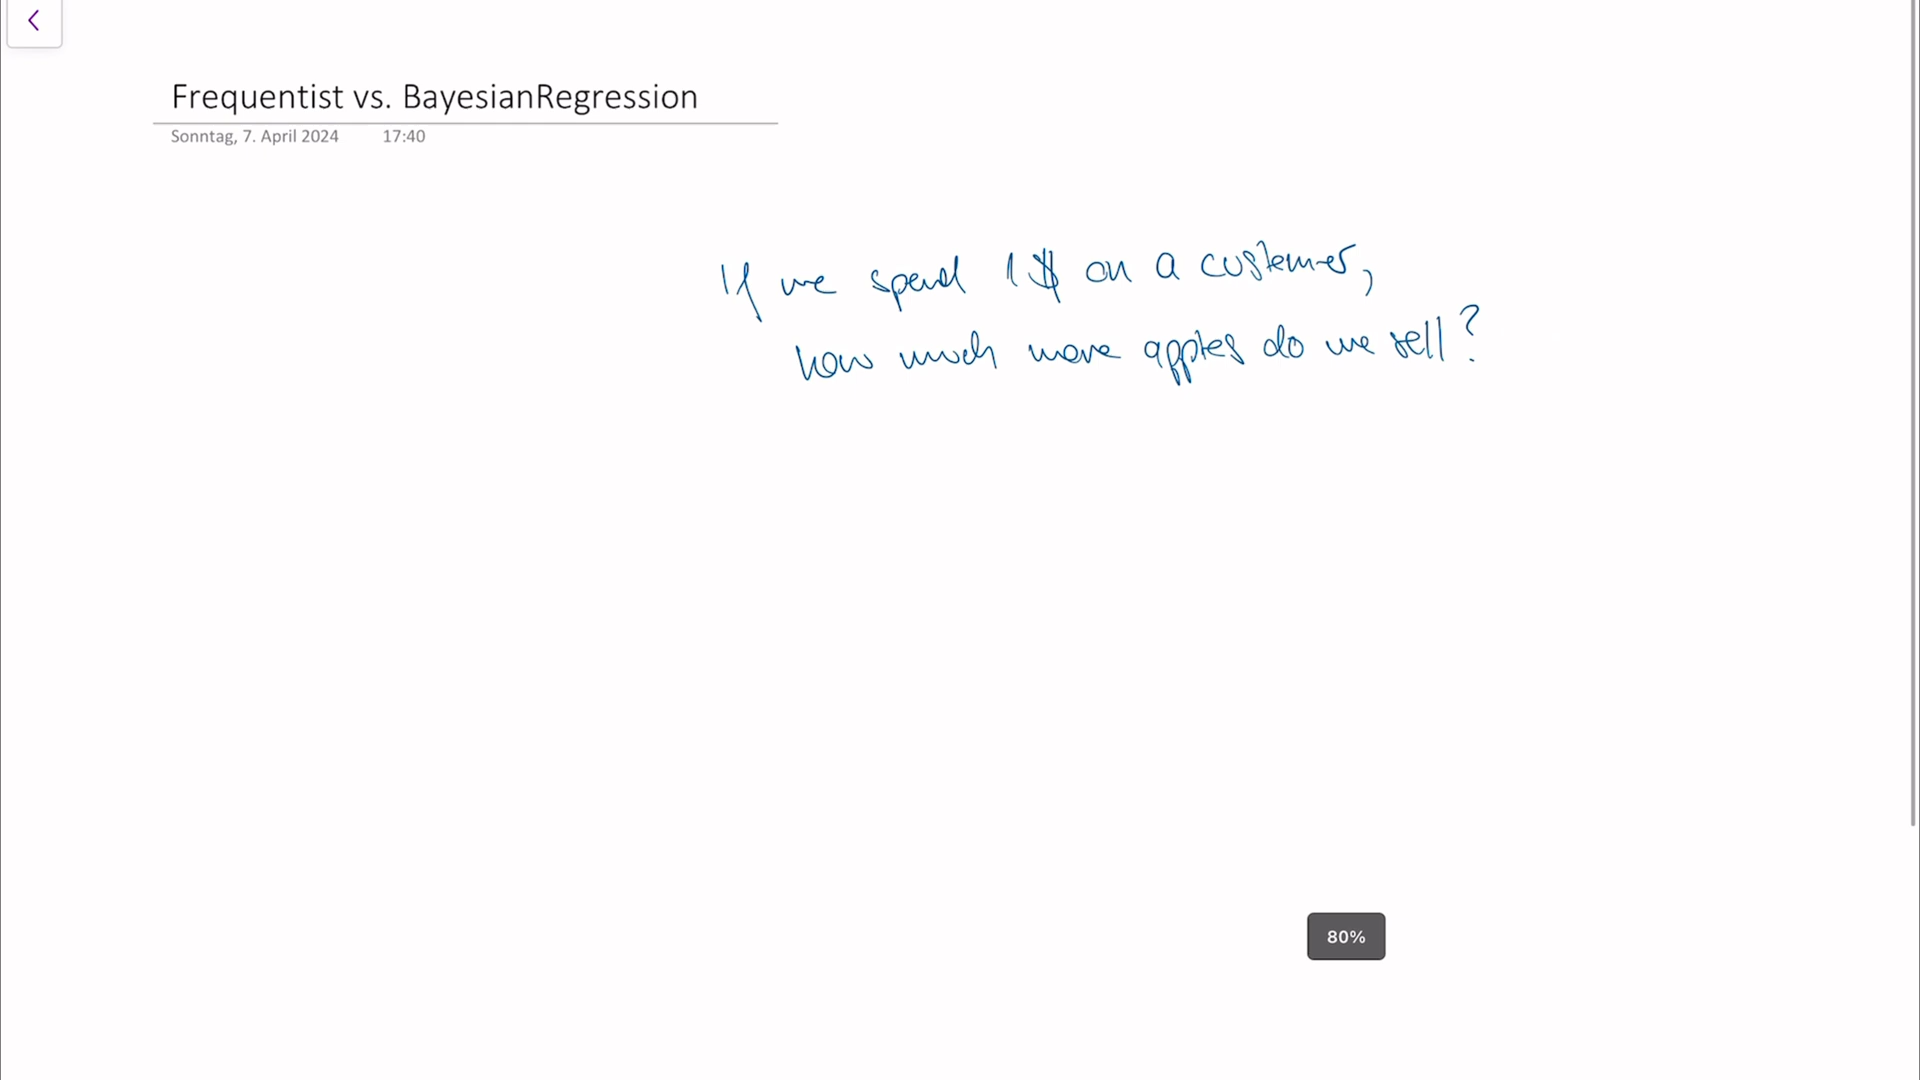 Frequentist vs. BayesianRegression
Sonntag, 7. April 2024 17:40
If we spend 1$ on a customer,
how much more apples do we sell?
80%